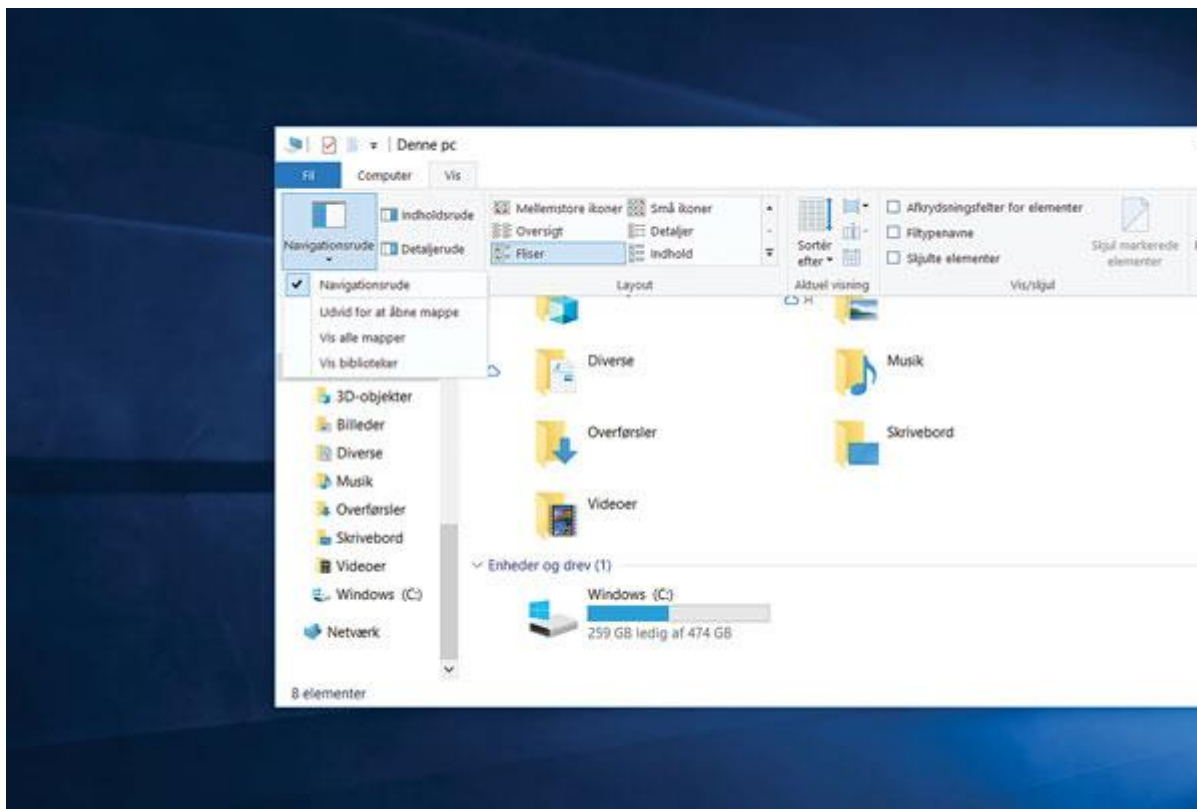 Denne pc
Fil Computer Vis
Navigationsrude
Indholdsrude
Detaljerude
Mellemstore ikoner Små ikoner
Oversigt Detaljer
Fliser Indhold
Layout
Sortér
efter
Aktuel visning
Afkrydsningsfelter for elementer
Filtypenavne
Skjulte elementer
Skjul markerede
elementer
Vis/skjul
Navigationsrude
Udvid for at åbne mappe
Vis alle mapper
Vis biblioteker
3D-objekter
Billeder
Diverse
Musik
Overførsler
Skrivebord
Videoer
Windows (C:)
Netværk
Diverse
Musik
Overførsler
Skrivebord
Videoer
Enheder og drev (1)
Windows (C:)
259 GB ledig af 474 GB
8 elementer